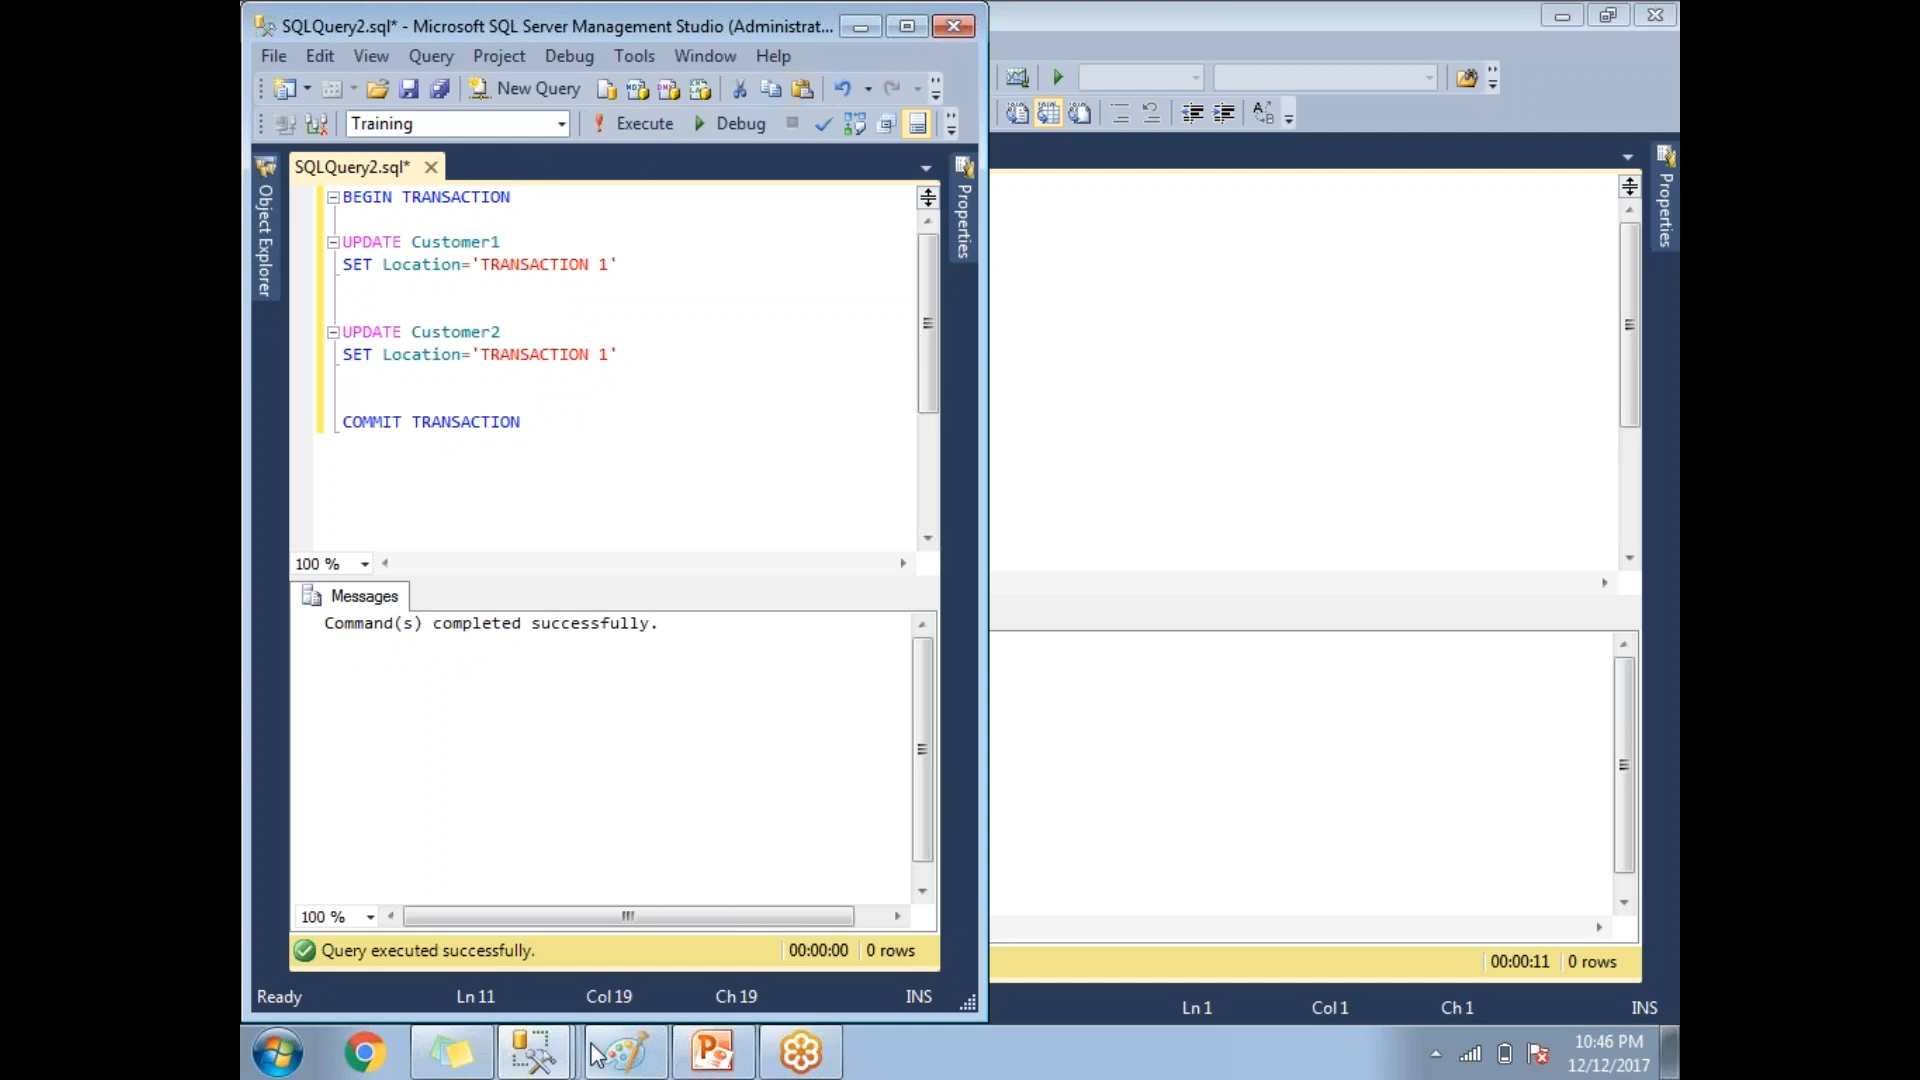 SQLQuery2.sql* - Microsoft SQL Server Management Studio (Administrat...
File Edit View Query Project Debug Tools Window Help
New Query
Training Execute Debug
SQLQuery2.sql*
Object Explorer
Properties
BEGIN TRANSACTION
UPDATE Customer1
SET Location='TRANSACTION 1'
UPDATE Customer2
SET Location='TRANSACTION 1'
COMMIT TRANSACTION
100 %
Messages
Command(s) completed successfully.
100 %
Query executed successfully. 00:00:00 0 rows
Ready Ln 11 Col 19 Ch 19 INS
Properties
00:00:11 0 rows
Ln 1 Col 1 Ch 1 INS
10:46 PM
12/12/2017